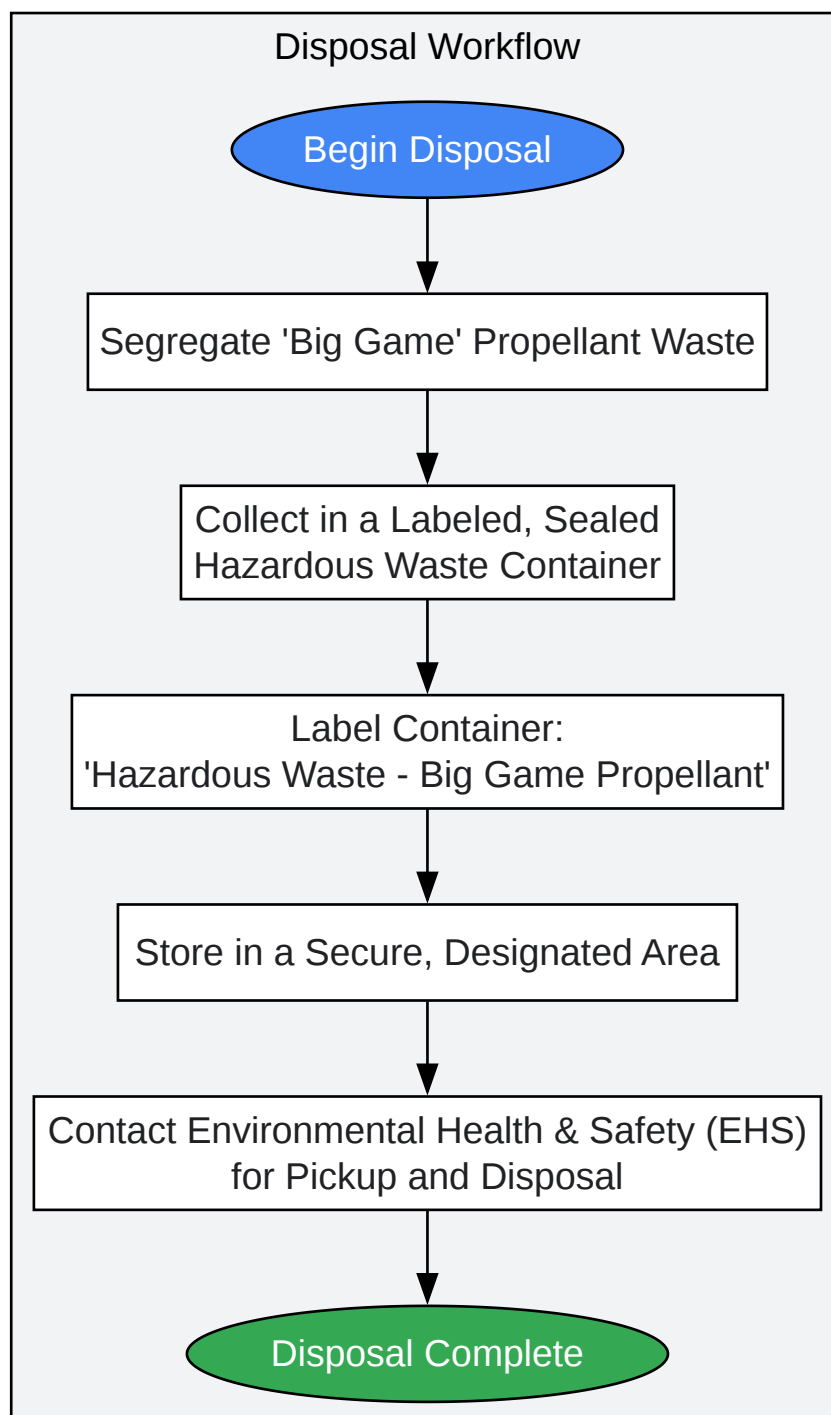 Disposal Workflow
Begin Disposal
Segregate 'Big Game' Propellant Waste
Collect in a Labeled, Sealed
Hazardous Waste Container
Label Container:
'Hazardous Waste - Big Game Propellant'
Store in a Secure, Designated Area
Contact Environmental Health & Safety (EHS)
for Pickup and Disposal
Disposal Complete